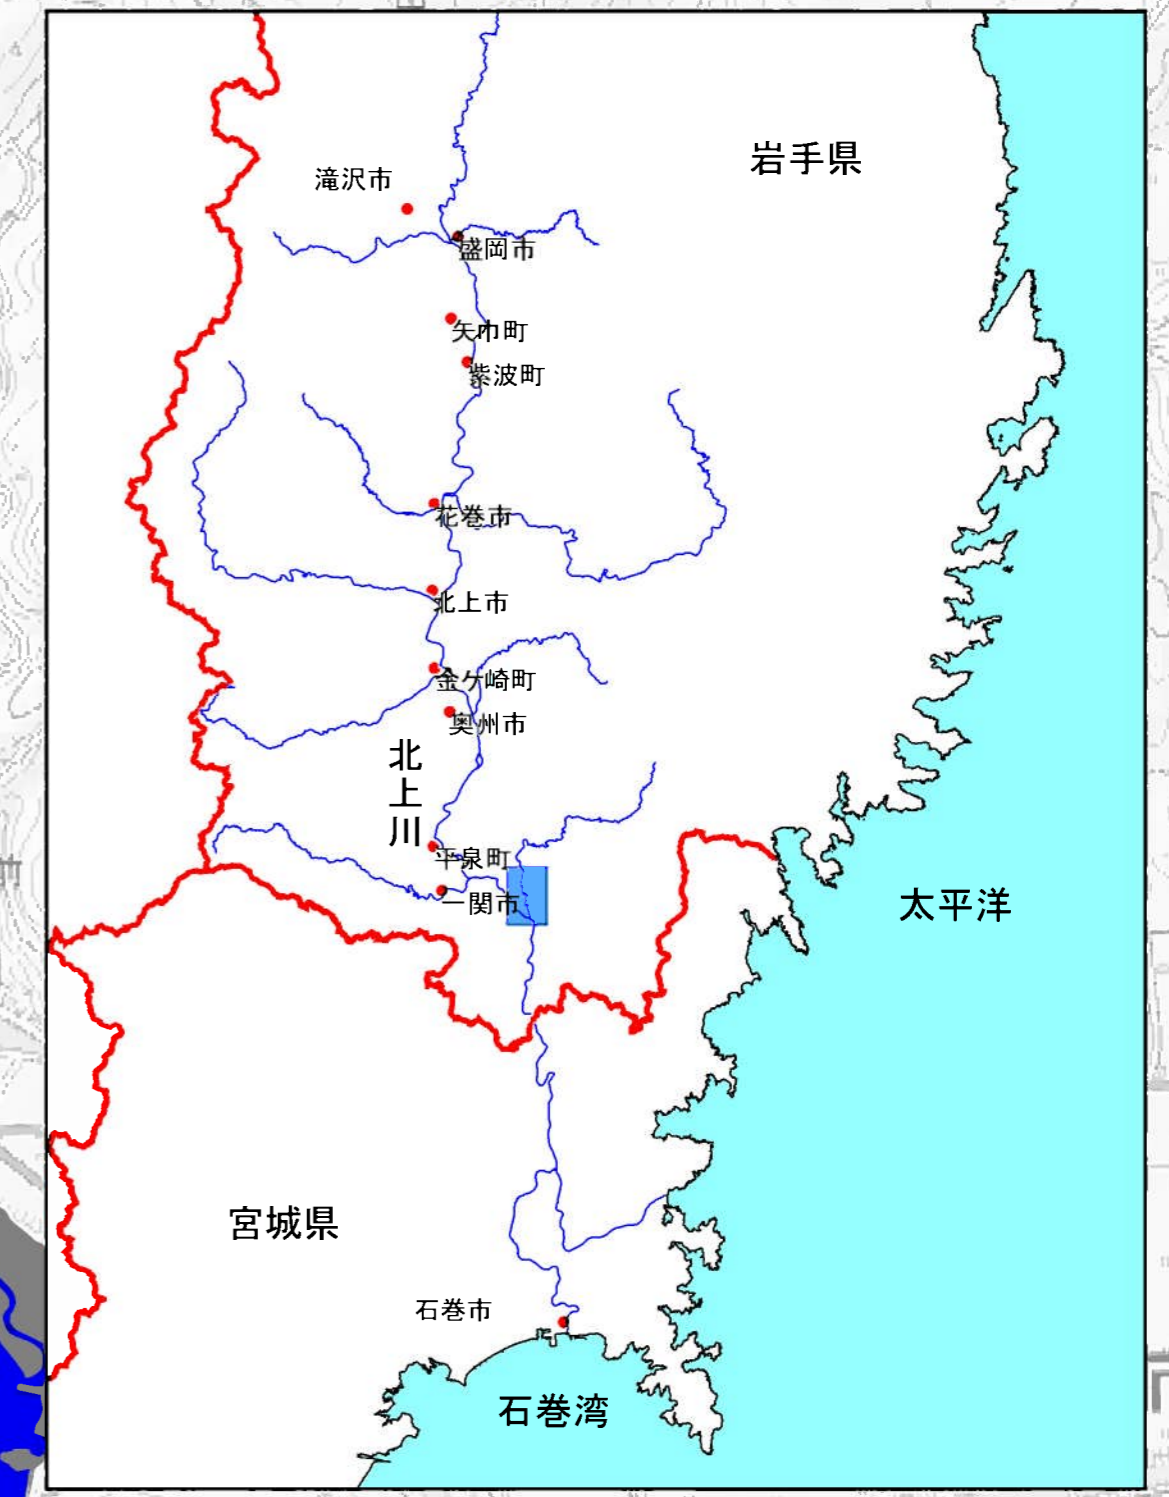 岩手県
滝沢市
盛岡市
矢巾町
紫波町
花巻市
北上市
金ケ崎町
奥州市
北上川
平泉町
一関市
太平洋
宮城県
石巻市
石巻湾